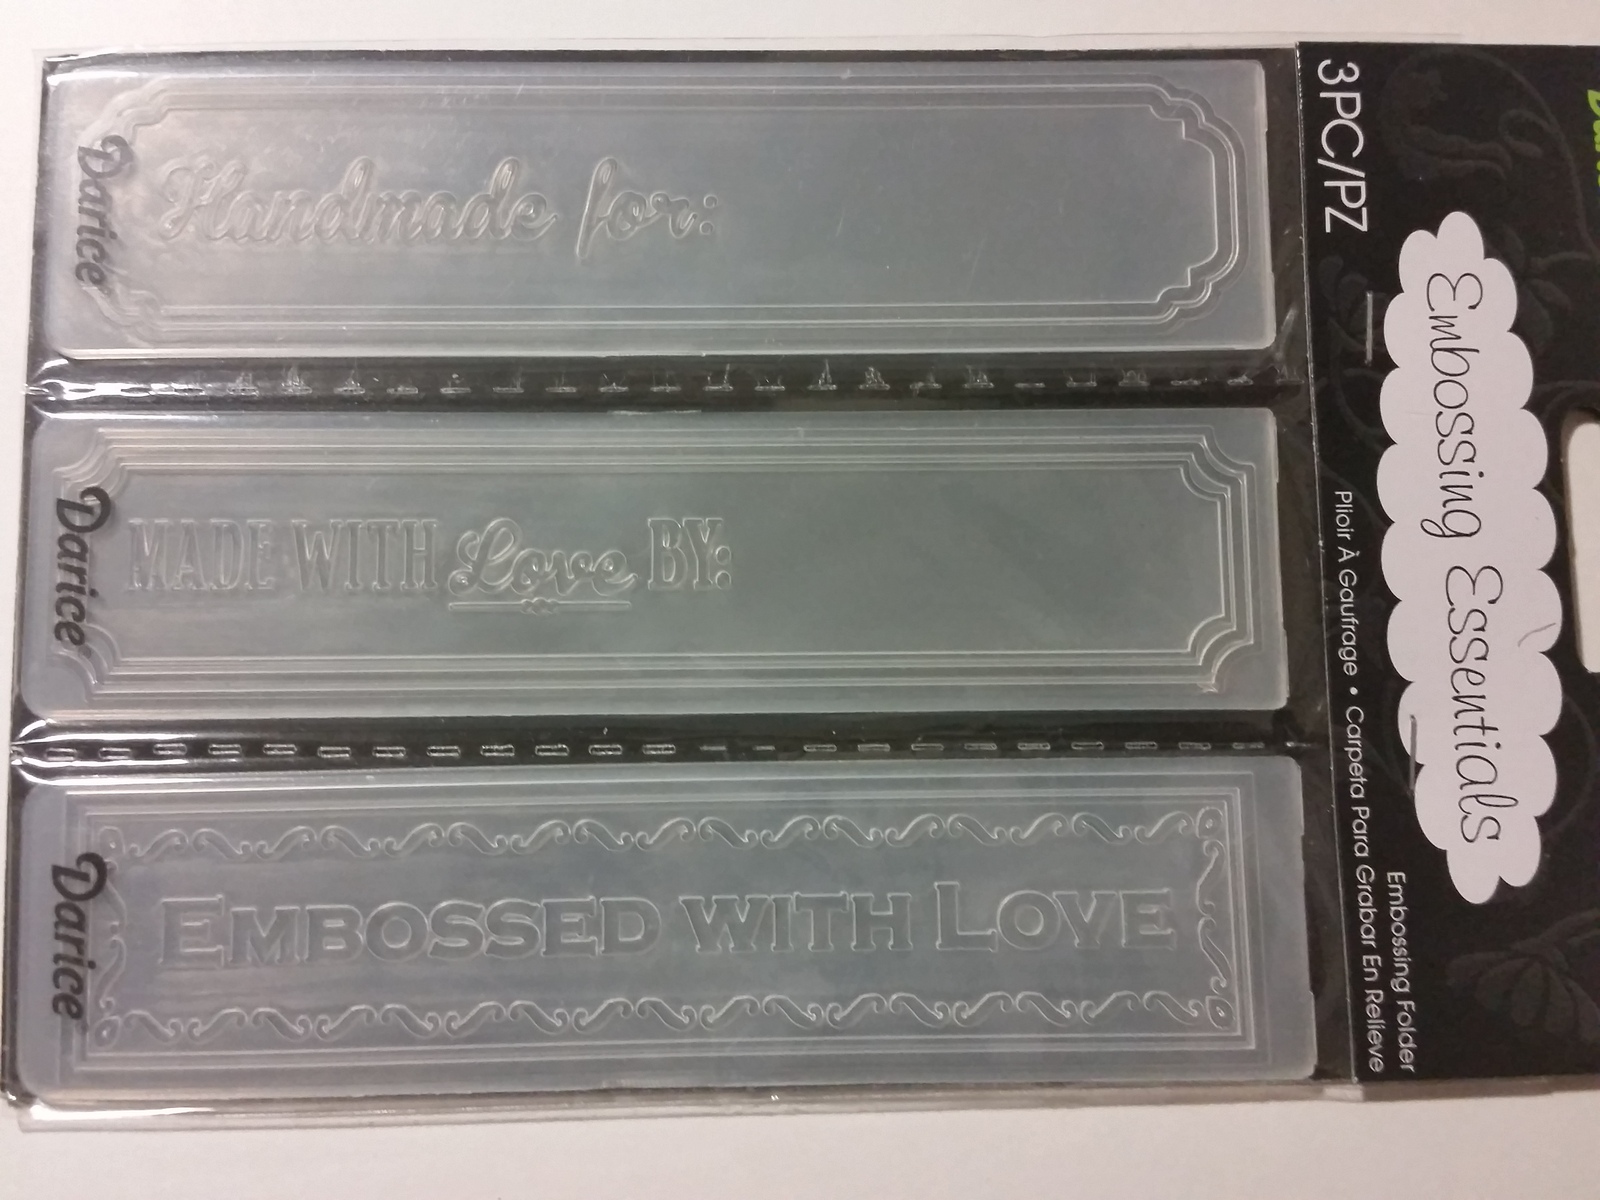 Darice
Handmade for:
Darice
MADE WITH Love BY:
Darice
EMBOSSED WITH LOVE
3PC/PZ
Embossing Essentials
Embossing Folder
Plioir À Gaufrage • Carpeta Para Grabar En Relieve